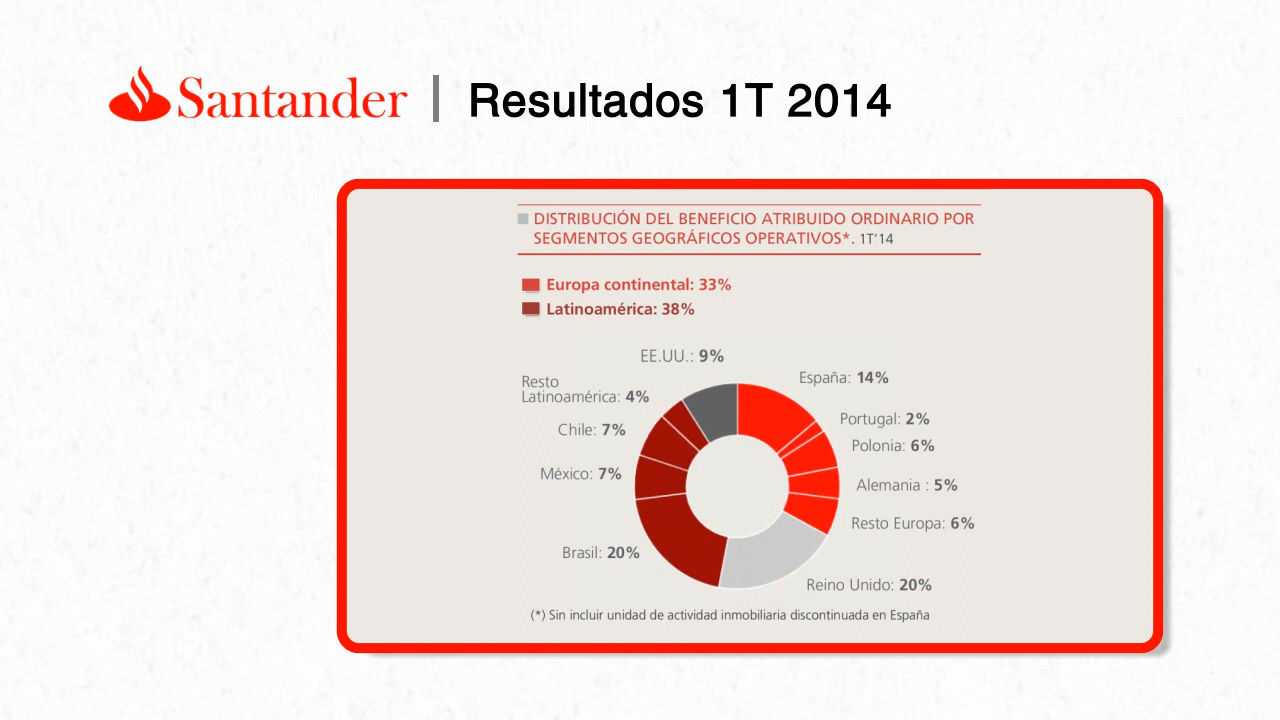 Santander | Resultados 1T 2014
DISTRIBUCIÓN DEL BENEFICIO ATRIBUIDO ORDINARIO POR
SEGMENTOS GEOGRÁFICOS OPERATIVOS*. 1T'14
Europa continental: 33%
Latinoamérica: 38%
EE.UU.: 9%
España: 14%
Resto
Latinoamérica: 4%
Portugal: 2%
Chile: 7%
Polonia: 6%
México: 7%
Alemania : 5%
Resto Europa: 6%
Brasil: 20%
Reino Unido: 20%
(*) Sin incluir unidad de actividad inmobiliaria discontinuada en España